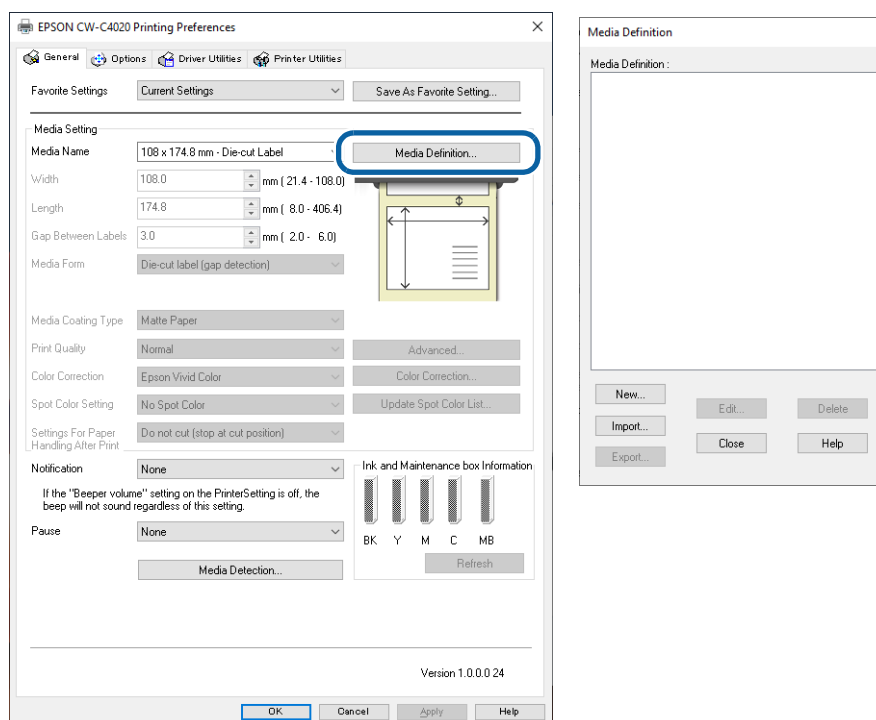 EPSON CW-C4020 Printing Preferences
General Options Driver Utilities Printer Utilities
Favorite Settings Current Settings Save As Favorite Setting...
Media Setting
Media Name 108 x 174.8 mm - Die-cut Label Media Definition...
Width 108.0 mm ( 21.4 - 108.0)
Length 174.8 mm ( 8.0 - 406.4)
Gap Between Labels 3.0 mm ( 2.0 - 6.0)
Media Form Die-cut label (gap detection)
Media Coating Type Matte Paper
Print Quality Normal Advanced...
Color Correction Epson Vivid Color Color Correction...
Spot Color Setting No Spot Color Update Spot Color List...
Settings For Paper Handling After Print Do not cut (stop at cut position)
Notification None
If the "Beeper volume" setting on the PrinterSetting is off, the
beep will not sound regardless of this setting.
Pause None
Media Detection...
Ink and Maintenance box Information
BK Y M C MB
Refresh
Version 1.0.0.0 24
OK Cancel Apply Help
Media Definition
Media Definition :
New...
Edit... Delete
Import...
Close Help
Export...